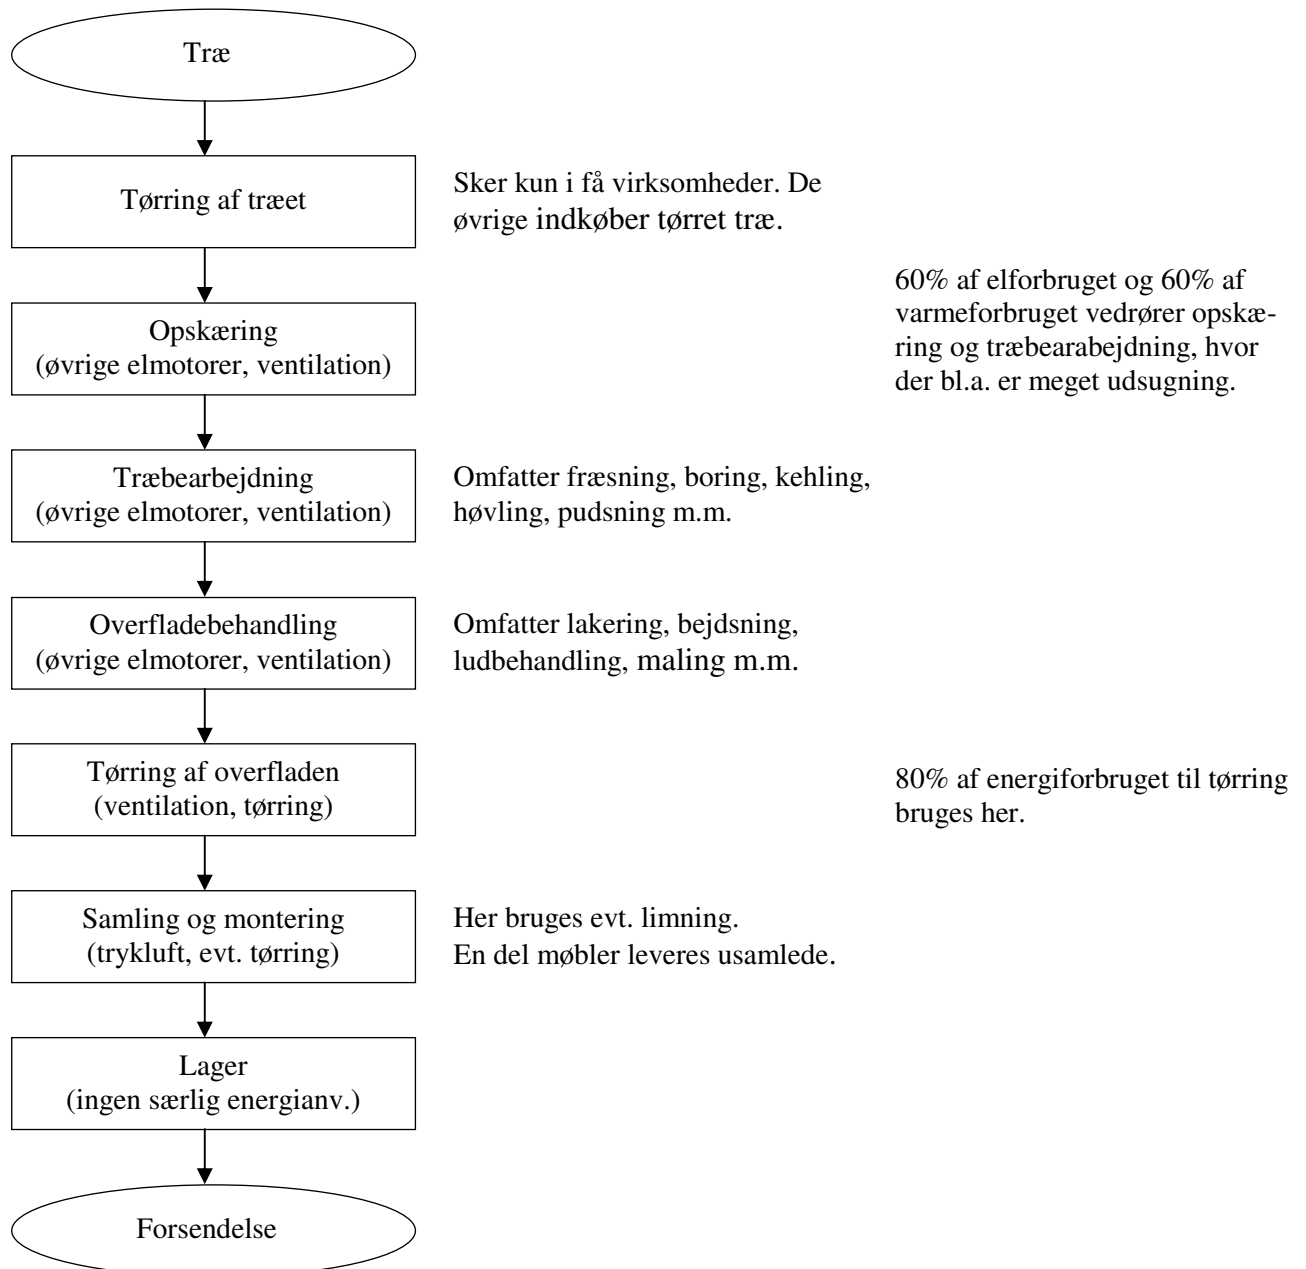 Træ
Tørring af træet
Sker kun i få virksomheder. De
øvrige indkøber tørret træ.
60% af elforbruget og 60% af
varmeforbruget vedrører opskæ-
ring og træbearabejdning, hvor
der bl.a. er meget udsugning.
Opskæring
(øvrige elmotorer, ventilation)
Træbearbejdning
(øvrige elmotorer, ventilation)
Omfatter fræsning, boring, kehling,
høvling, pudsning m.m.
Overfladebehandling
(øvrige elmotorer, ventilation)
Omfatter lakering, bejdsning,
ludbehandling, maling m.m.
Tørring af overfladen
(ventilation, tørring)
80% af energiforbruget til tørring
bruges her.
Samling og montering
(trykluft, evt. tørring)
Her bruges evt. limning.
En del møbler leveres usamlede.
Lager
(ingen særlig energianv.)
Forsendelse